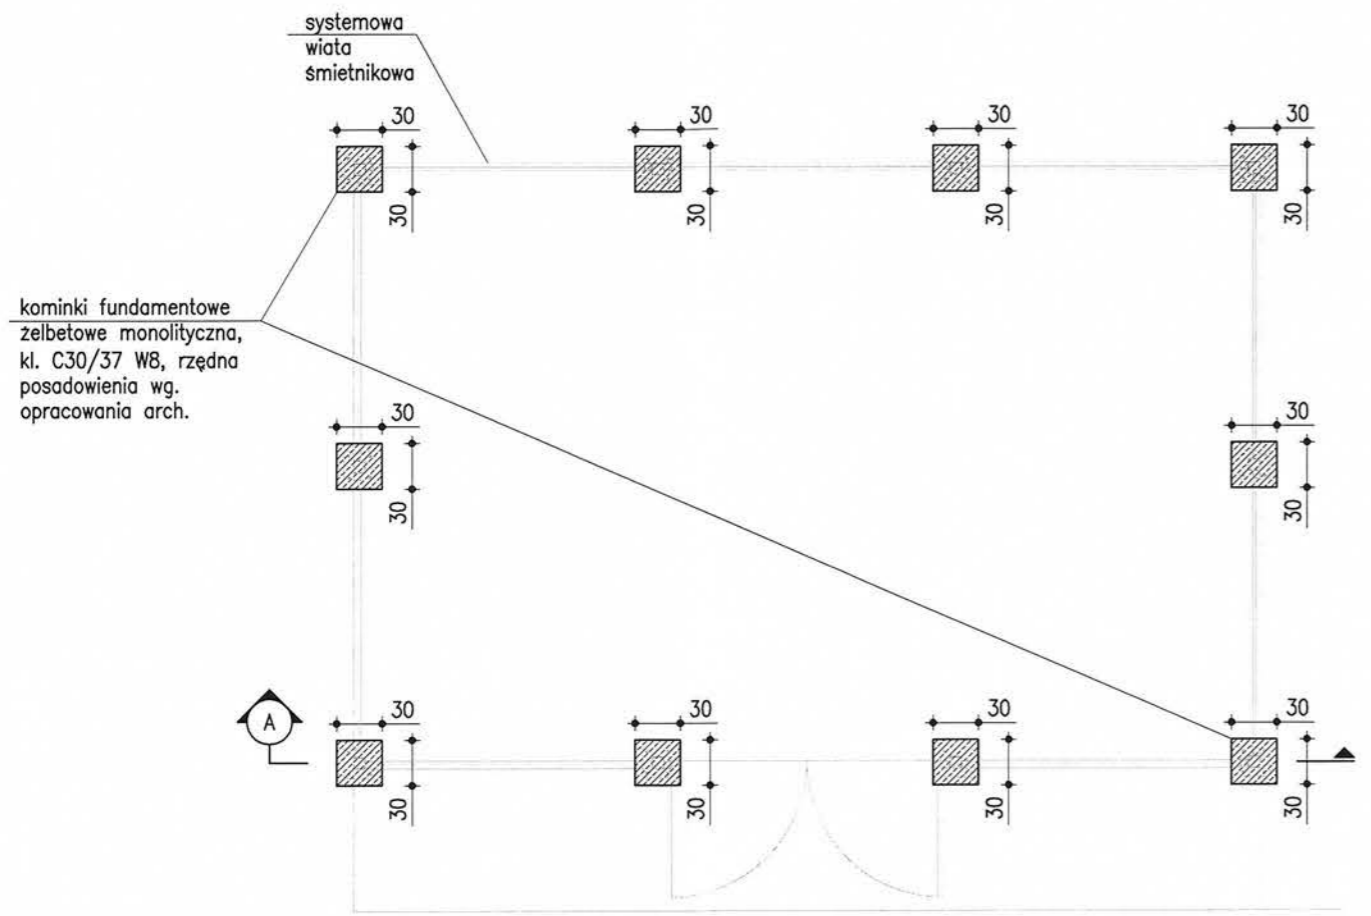 systemowa
wiata
śmietnikowa
30
30
30
30
30
30
30
30
kominki fundamentowe
żelbetowe monolityczna,
kl. C30/37 W8, rzędna
posadowienia wg.
opracowania arch.
30
30
30
30
A
30
30
30
30
30
30
30
30